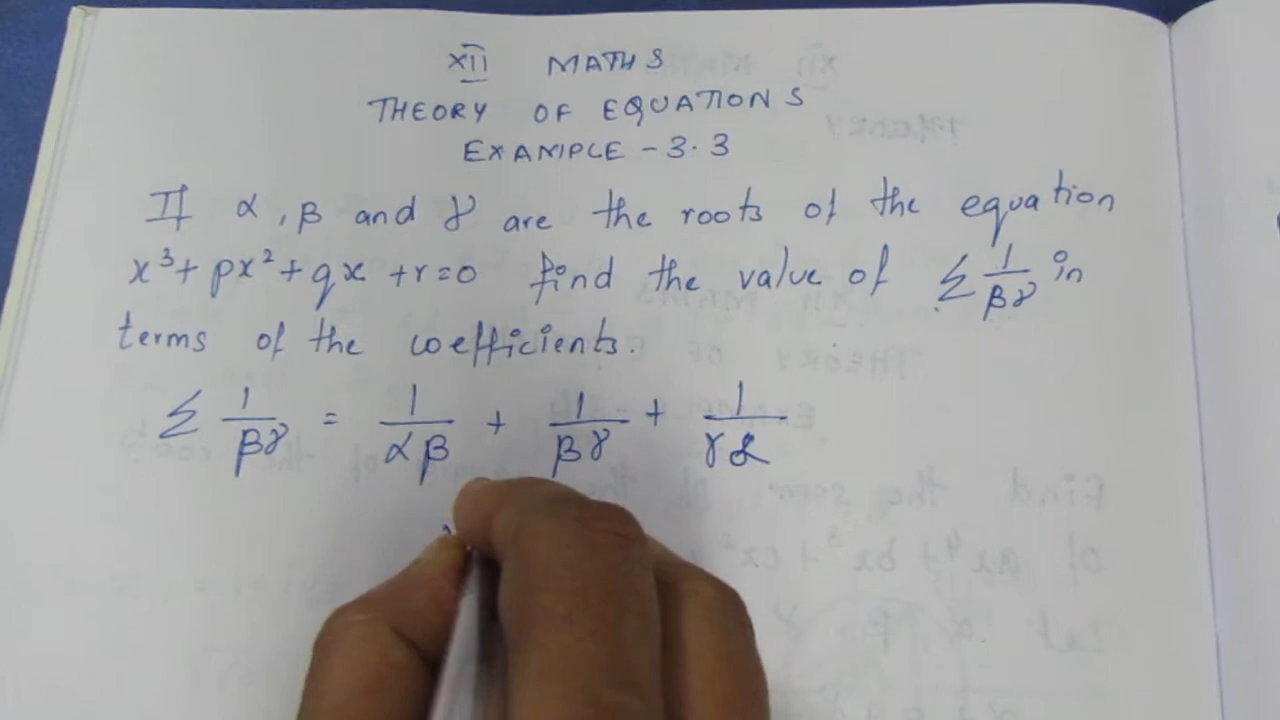 XII MATHS
THEORY OF EQUATIONS
EXAMPLE - 3.3
If α, β and γ are the roots of the equation
x³ + px² + qx + r = 0 find the value of Σ 1/βγ in
terms of the coefficients.
Σ 1/βγ = 1/αβ + 1/βγ + 1/γα